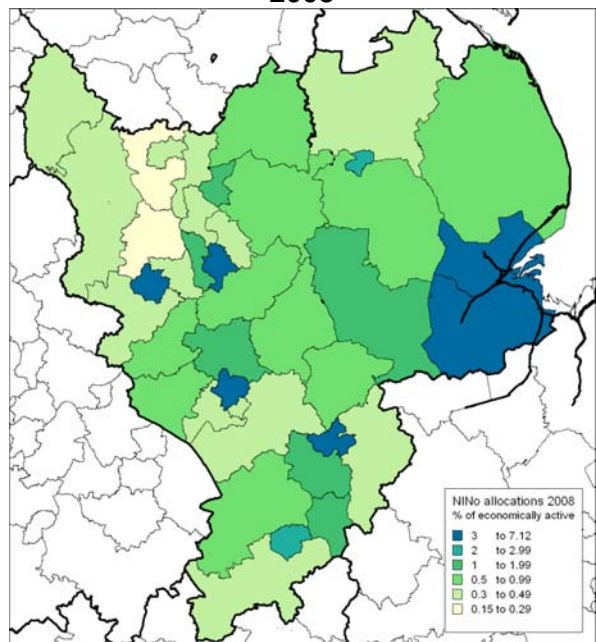 2008
NINo allocations 2008
% of economically active
3 to 7.12
2 to 2.99
1 to 1.99
0.5 to 0.99
0.3 to 0.49
0.15 to 0.29